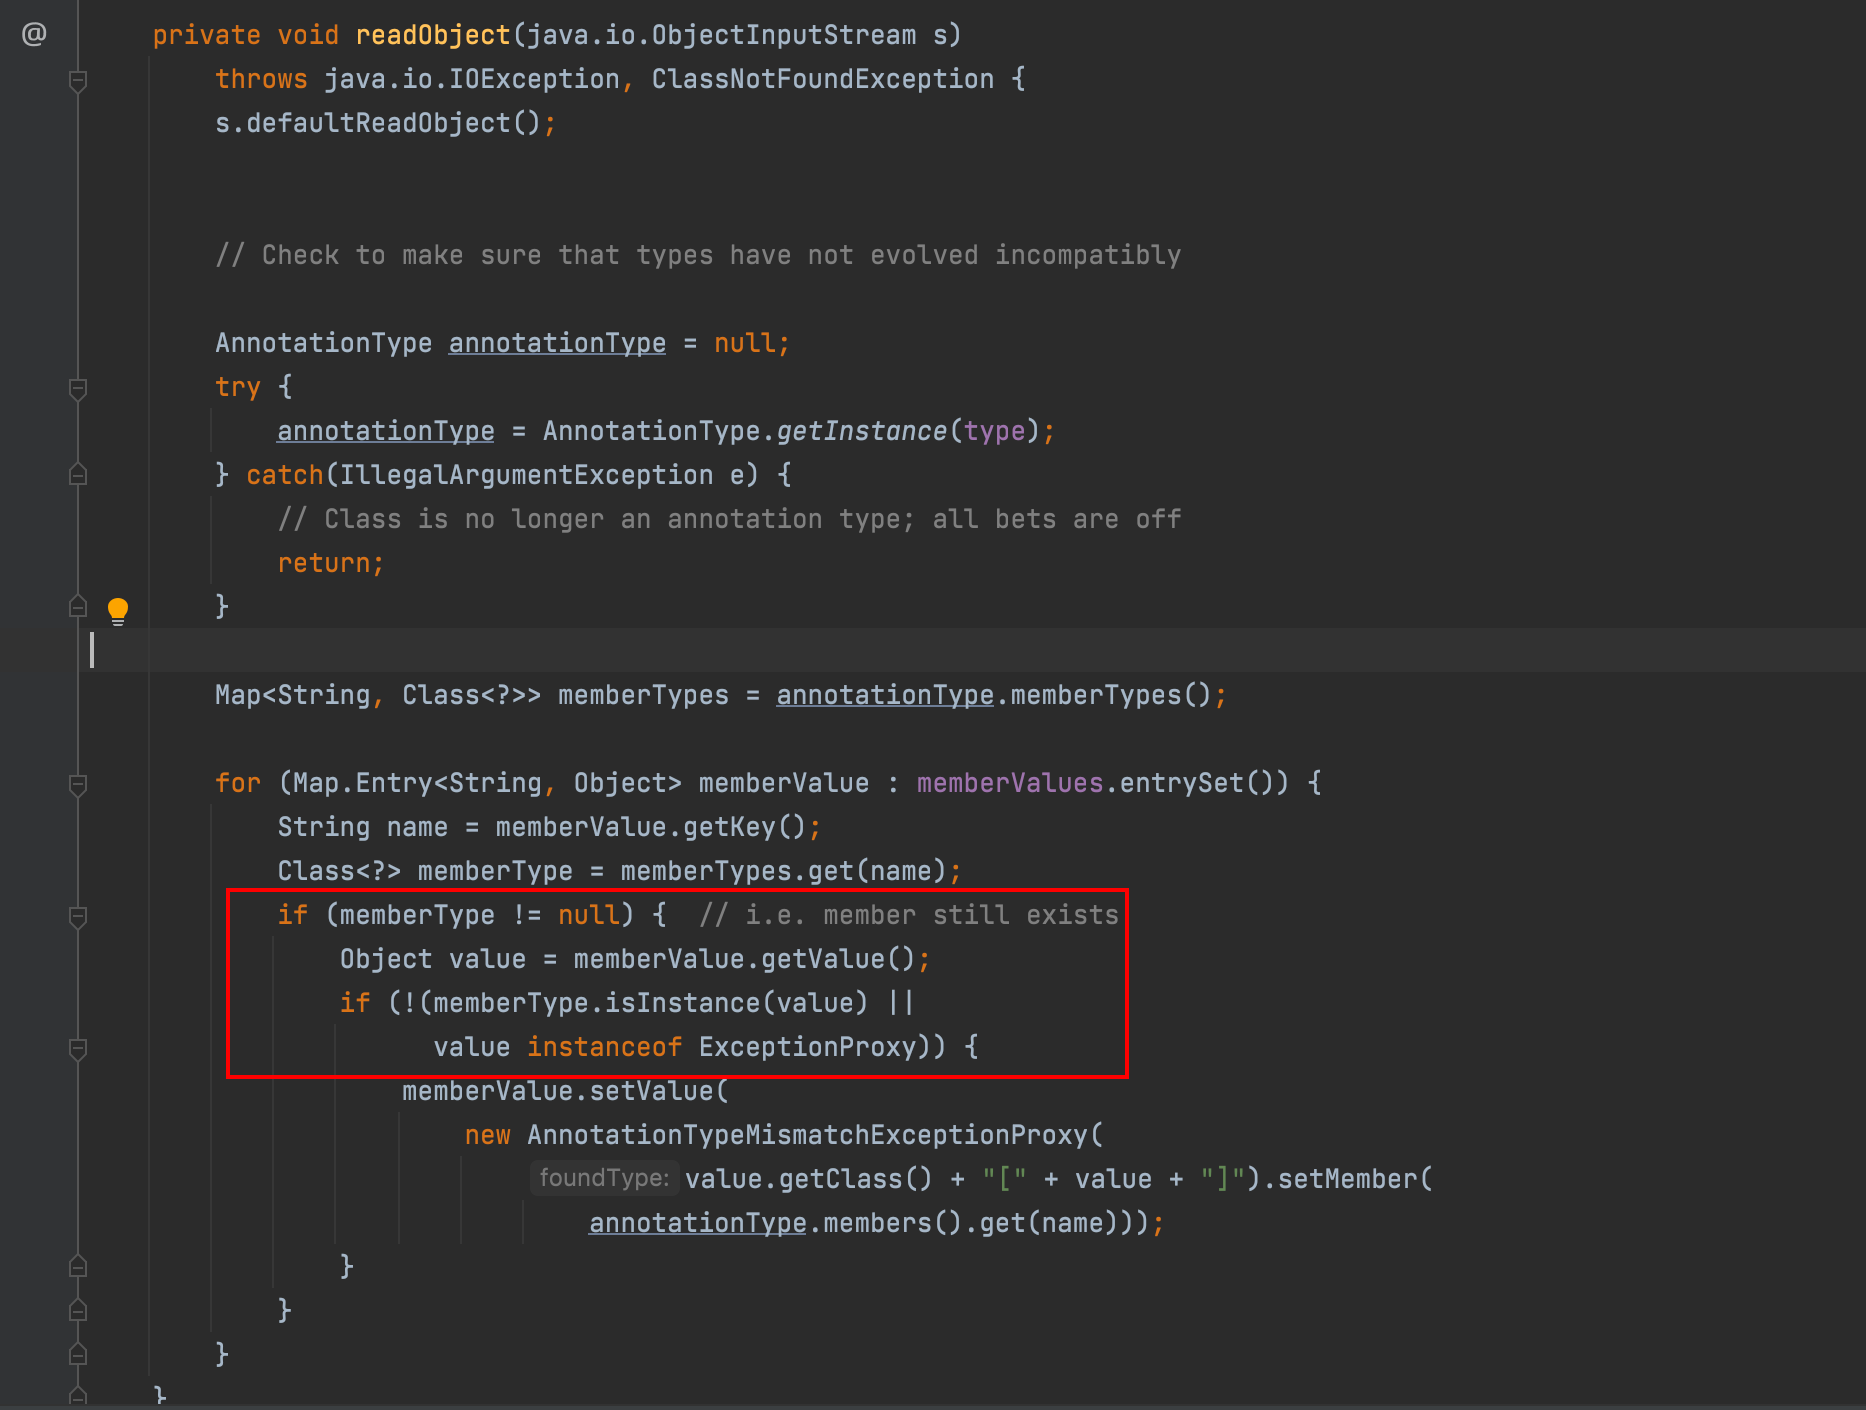 @
private void readObject(java.io.ObjectInputStream s)
throws java.io.IOException, ClassNotFoundException {
s.defaultReadObject();
// Check to make sure that types have not evolved incompatibly
AnnotationType annotationType = null;
try {
annotationType = AnnotationType.getInstance(type);
} catch(IllegalArgumentException e) {
// Class is no longer an annotation type; all bets are off
return;
}
Map<String, Class<?>> memberTypes = annotationType.memberTypes();
for (Map.Entry<String, Object> memberValue : memberValues.entrySet()) {
String name = memberValue.getKey();
Class<?> memberType = memberTypes.get(name);
if (memberType != null) {  // i.e. member still exists
Object value = memberValue.getValue();
if (!(memberType.isInstance(value) ||
value instanceof ExceptionProxy)) {
memberValue.setValue(
new AnnotationTypeMismatchExceptionProxy(
foundType: value.getClass() + "[" + value + "]").setMember(
annotationType.members().get(name)));
}
}
}
}